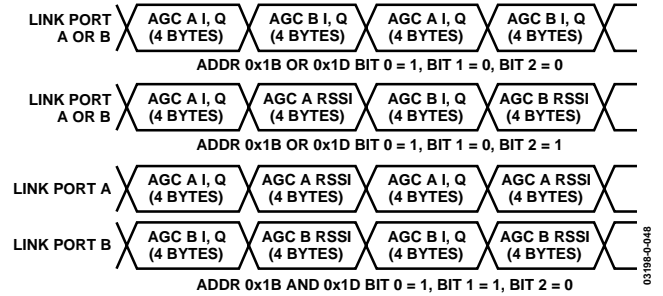 LINK PORT A OR B
AGC A I, Q (4 BYTES)
AGC B I, Q (4 BYTES)
AGC A I, Q (4 BYTES)
AGC B I, Q (4 BYTES)
ADDR 0x1B OR 0x1D BIT 0 = 1, BIT 1 = 0, BIT 2 = 0
LINK PORT A OR B
AGC A I, Q (4 BYTES)
AGC A RSSI (4 BYTES)
AGC B I, Q (4 BYTES)
AGC B RSSI (4 BYTES)
ADDR 0x1B OR 0x1D BIT 0 = 1, BIT 1 = 0, BIT 2 = 1
LINK PORT A
AGC A I, Q (4 BYTES)
AGC A RSSI (4 BYTES)
AGC A I, Q (4 BYTES)
AGC A RSSI (4 BYTES)
LINK PORT B
AGC B I, Q (4 BYTES)
AGC B RSSI (4 BYTES)
AGC B I, Q (4 BYTES)
AGC B RSSI (4 BYTES)
ADDR 0x1B AND 0x1D BIT 0 = 1, BIT 1 = 1, BIT 2 = 0
03198-0-048